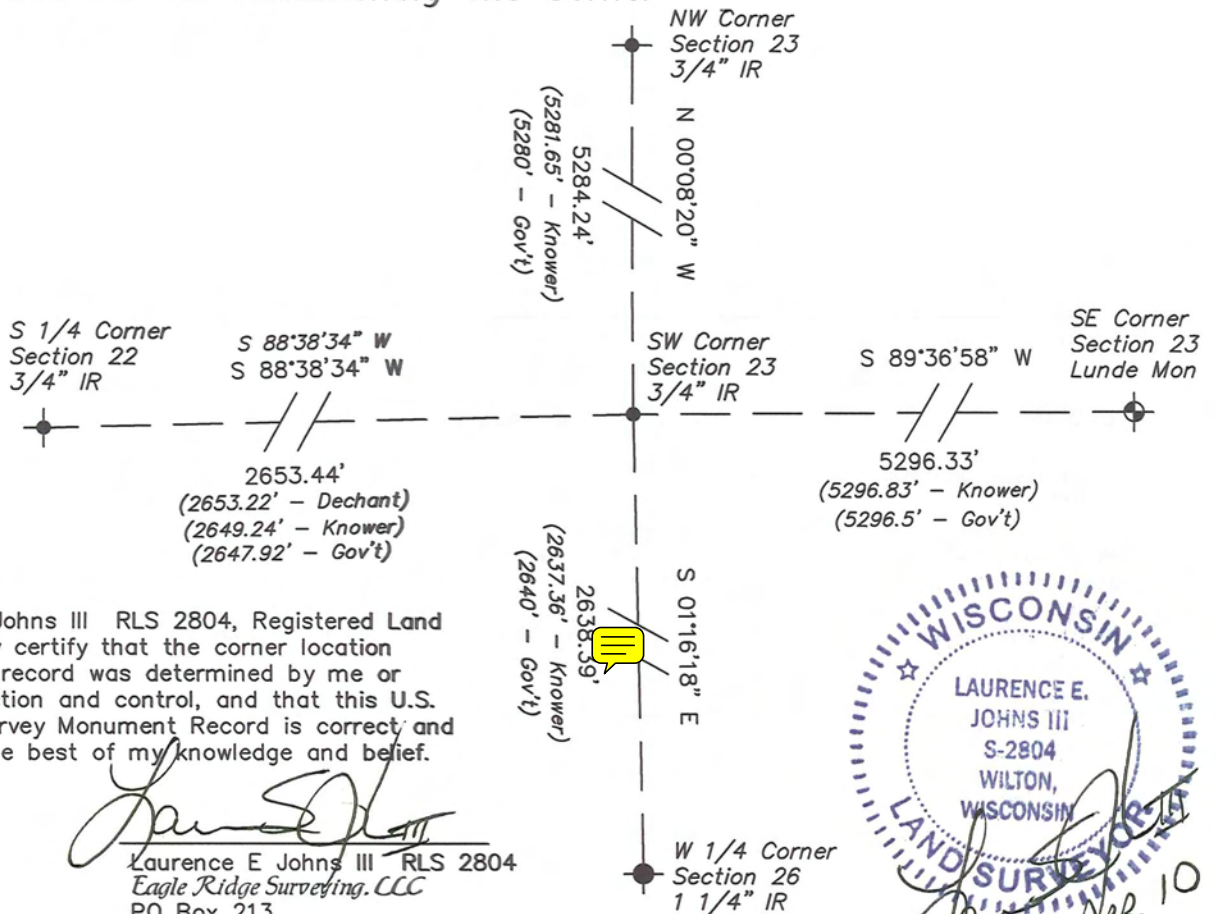 NW Corner
Section 23
3/4" IR
N 00°08'20" W
5284.24'
(5281.65' – Knower)
(5280' – Gov't)
S 1/4 Corner
Section 22
3/4" IR
S 88°38'34" W
S 88°38'34" W
2653.44'
(2653.22' – Dechant)
(2649.24' – Knower)
(2647.92' – Gov't)
SW Corner
Section 23
3/4" IR
S 89°36'58" W
5296.33'
(5296.83' – Knower)
(5296.5' – Gov't)
SE Corner
Section 23
Lunde Mon
S 01°16'18" E
2638.39'
(2637.36' – Knower)
(2640' – Gov't)
Johns III RLS 2804, Registered Land
certify that the corner location
record was determined by me or
tion and control, and that this U.S.
rvey Monument Record is correct and
e best of my knowledge and belief.
Laurence E Johns III RLS 2804
Eagle Ridge Surveying. LLC
PO Box 213
W 1/4 Corner
Section 26
1 1/4" IR
WISCONSIN
LAURENCE E.
JOHNS III
S-2804
WILTON,
WISCONSIN
LAND SURVEYOR
10